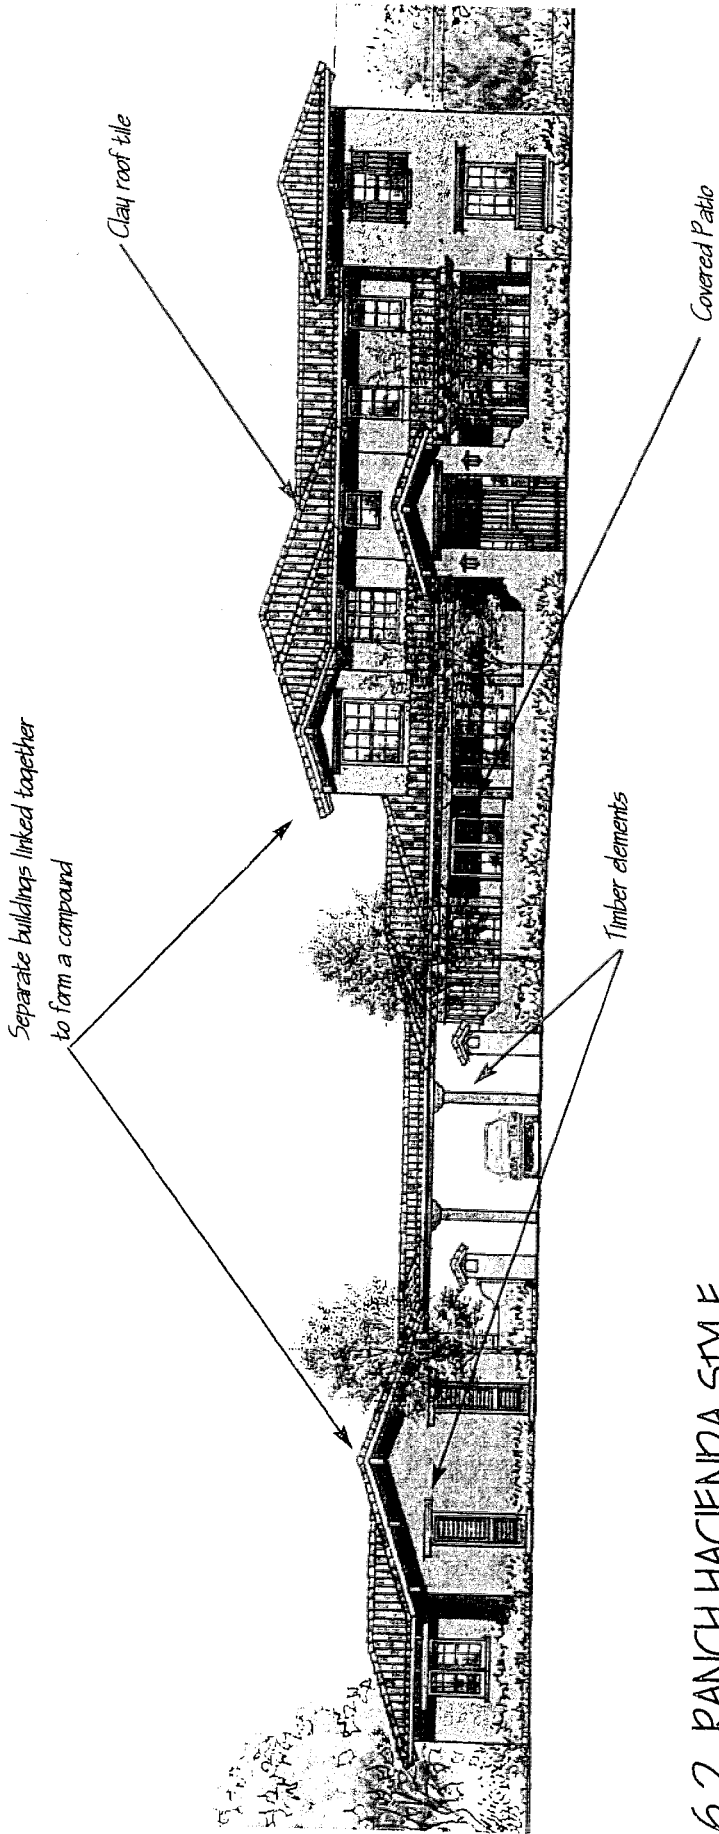 Separate buildings linked together
to form a compound
Clay roof tile
Timber elements
Covered Patio
6.2 RANCH HACIENDA STYLE